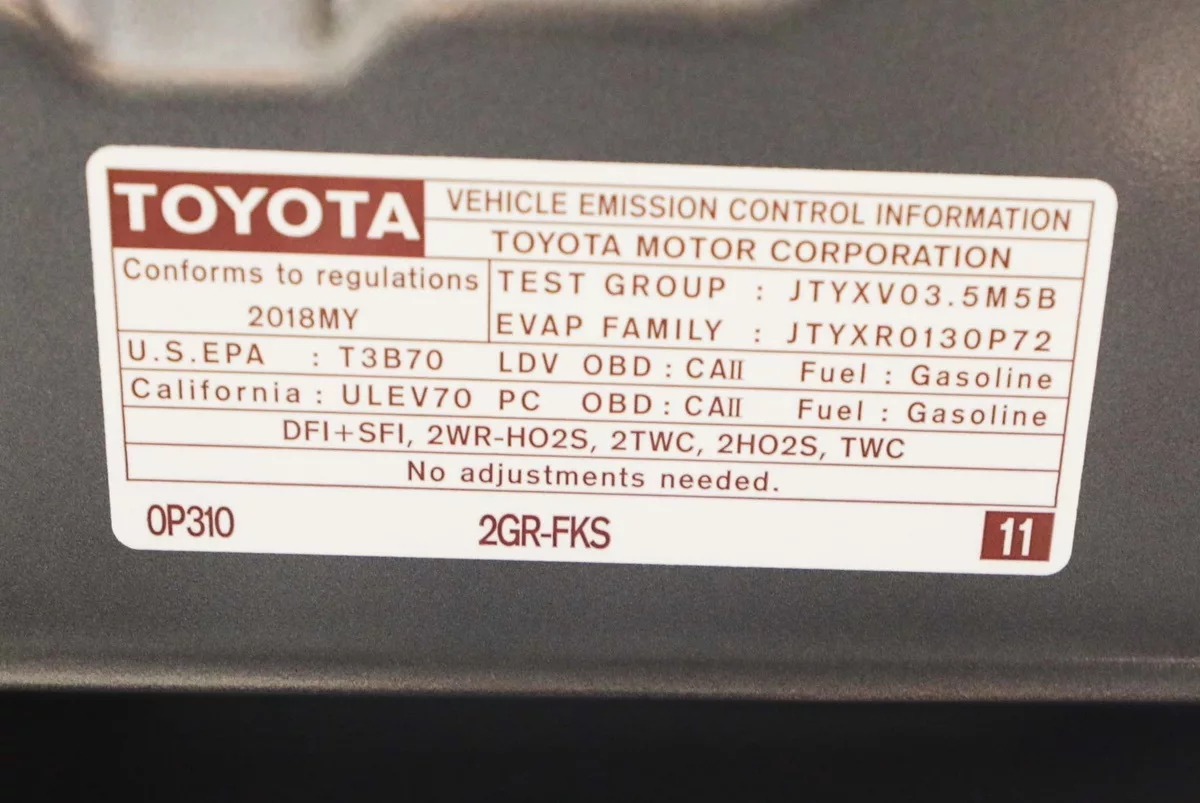 TOYOTA
VEHICLE EMISSION CONTROL INFORMATION
TOYOTA MOTOR CORPORATION
Conforms to regulations
2018MY
TEST GROUP : JTYXV03.5M5B
EVAP FAMILY : JTYXR0130P72
U.S.EPA : T3B70 LDV OBD : CAII Fuel : Gasoline
California : ULEV70 PC OBD : CAII Fuel : Gasoline
DFI+SFI, 2WR-HO2S, 2TWC, 2HO2S, TWC
No adjustments needed.
0P310 2GR-FKS 11